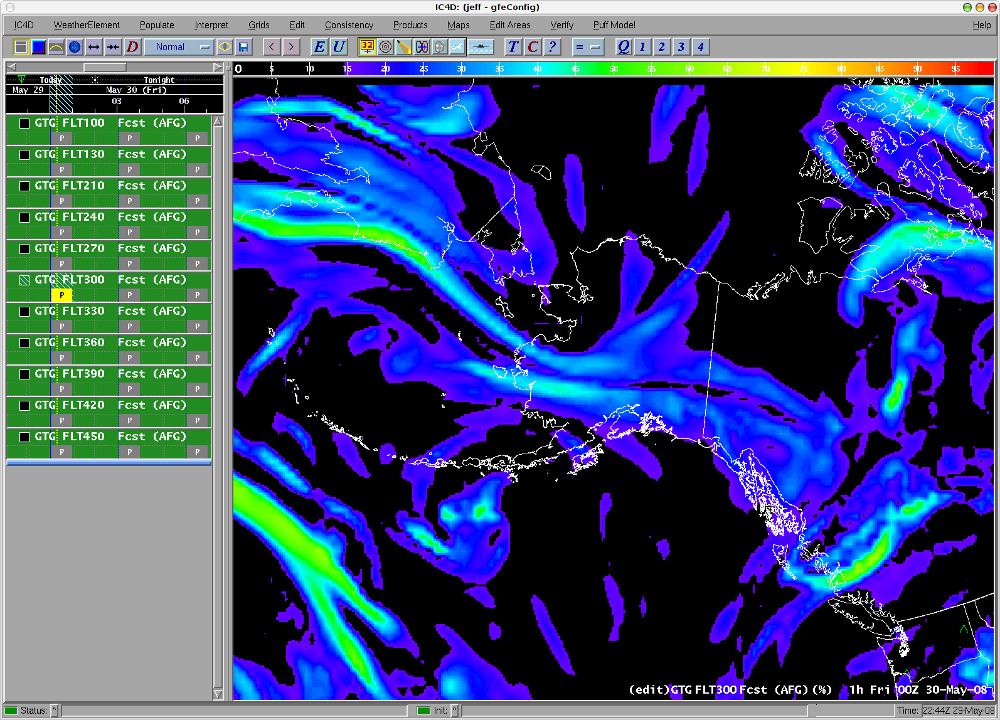 IC4D: (jeff - gfeConfig)
IC4D WeatherElement Populate Interpret Grids Edit Consistency Products Maps Edit Areas Verify Puff Model Help
D Normal < > E U 32 T C ? = Q 1 2 3 4
0 5 10 15 20 25 30 35 40 45 50 55 60 65 70 75 80 85 90 95
Today Tonight
May 29 May 30 (Fri)
03 06
GTG FLT100 Fcst (AFG)
P P P
GTG FLT130 Fcst (AFG)
P P P
GTG FLT210 Fcst (AFG)
P P P
GTG FLT240 Fcst (AFG)
P P P
GTG FLT270 Fcst (AFG)
P P P
GTG FLT300 Fcst (AFG)
P P P
GTG FLT330 Fcst (AFG)
P P P
GTG FLT360 Fcst (AFG)
P P P
GTG FLT390 Fcst (AFG)
P P P
GTG FLT420 Fcst (AFG)
P P P
GTG FLT450 Fcst (AFG)
P P P
(edit)GTG FLT300 Fcst (AFG) (%) 1h Fri 00Z 30-May-08
Status: ^ Init: ^ Time: 22:44Z 29-May-08